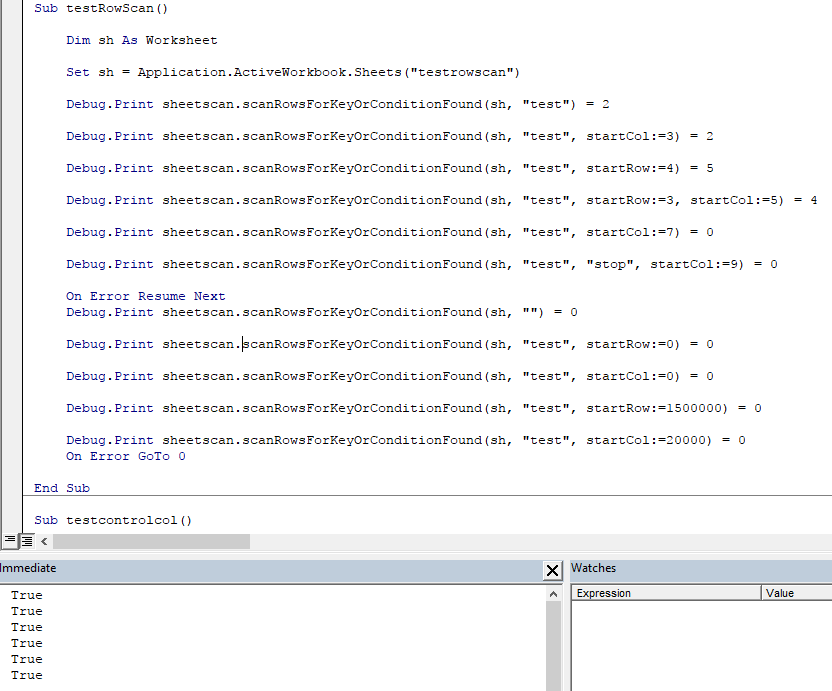 Sub testRowScan()
Dim sh As Worksheet
Set sh = Application.ActiveWorkbook.Sheets("testrowscan")
Debug.Print sheetscan.scanRowsForKeyOrConditionFound(sh, "test") = 2
Debug.Print sheetscan.scanRowsForKeyOrConditionFound(sh, "test", startCol:=3) = 2
Debug.Print sheetscan.scanRowsForKeyOrConditionFound(sh, "test", startRow:=4) = 5
Debug.Print sheetscan.scanRowsForKeyOrConditionFound(sh, "test", startRow:=3, startCol:=5) = 4
Debug.Print sheetscan.scanRowsForKeyOrConditionFound(sh, "test", startCol:=7) = 0
Debug.Print sheetscan.scanRowsForKeyOrConditionFound(sh, "test", "stop", startCol:=9) = 0
On Error Resume Next
Debug.Print sheetscan.scanRowsForKeyOrConditionFound(sh, "") = 0
Debug.Print sheetscan.scanRowsForKeyOrConditionFound(sh, "test", startRow:=0) = 0
Debug.Print sheetscan.scanRowsForKeyOrConditionFound(sh, "test", startCol:=0) = 0
Debug.Print sheetscan.scanRowsForKeyOrConditionFound(sh, "test", startRow:=1500000) = 0
Debug.Print sheetscan.scanRowsForKeyOrConditionFound(sh, "test", startCol:=20000) = 0
On Error GoTo 0
End Sub
Sub testcontrolcol()
Immediate
True
True
True
True
True
True
Watches
Expression Value